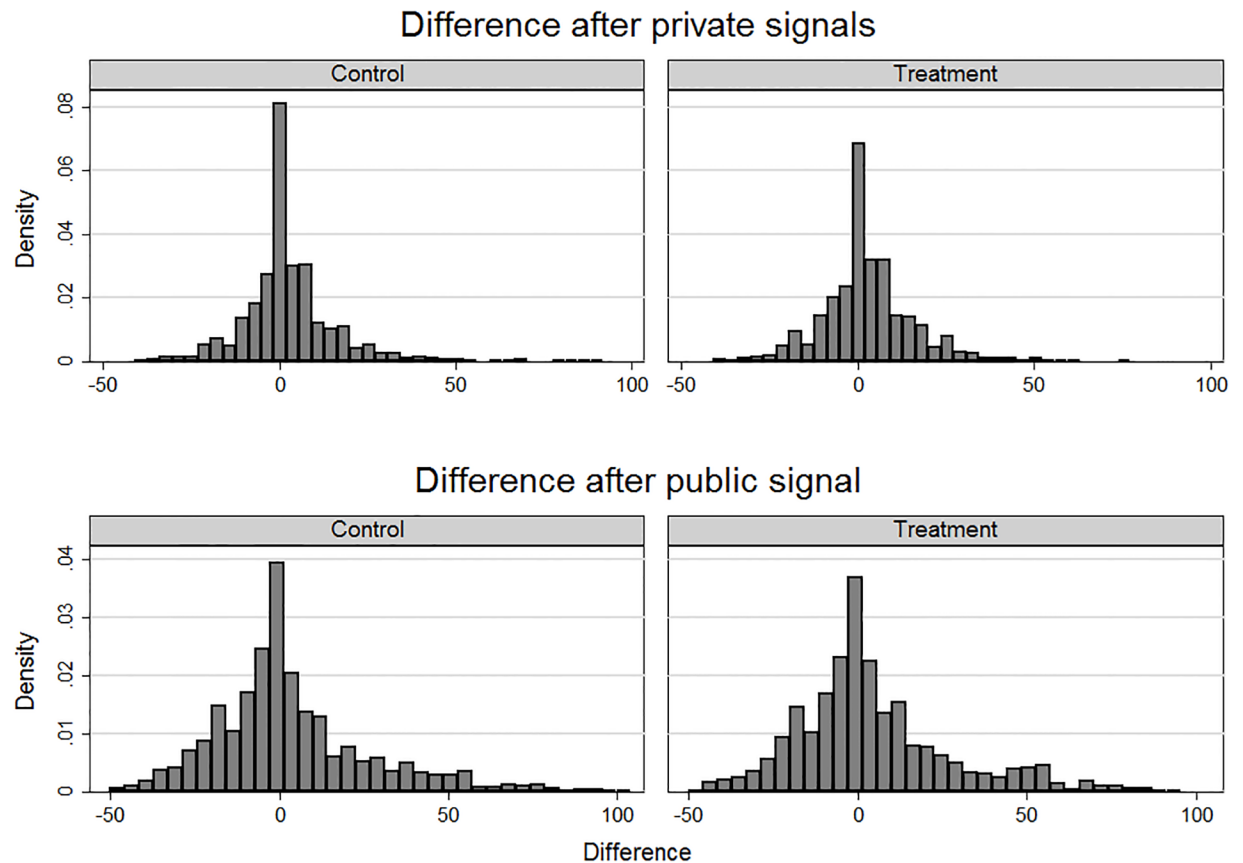 Difference after private signals
Control
Treatment
Density
.08
.06
.04
.02
0
-50 0 50 100
-50 0 50 100
Difference after public signal
Control
Treatment
Density
.04
.03
.02
.01
0
-50 0 50 100
-50 0 50 100
Difference